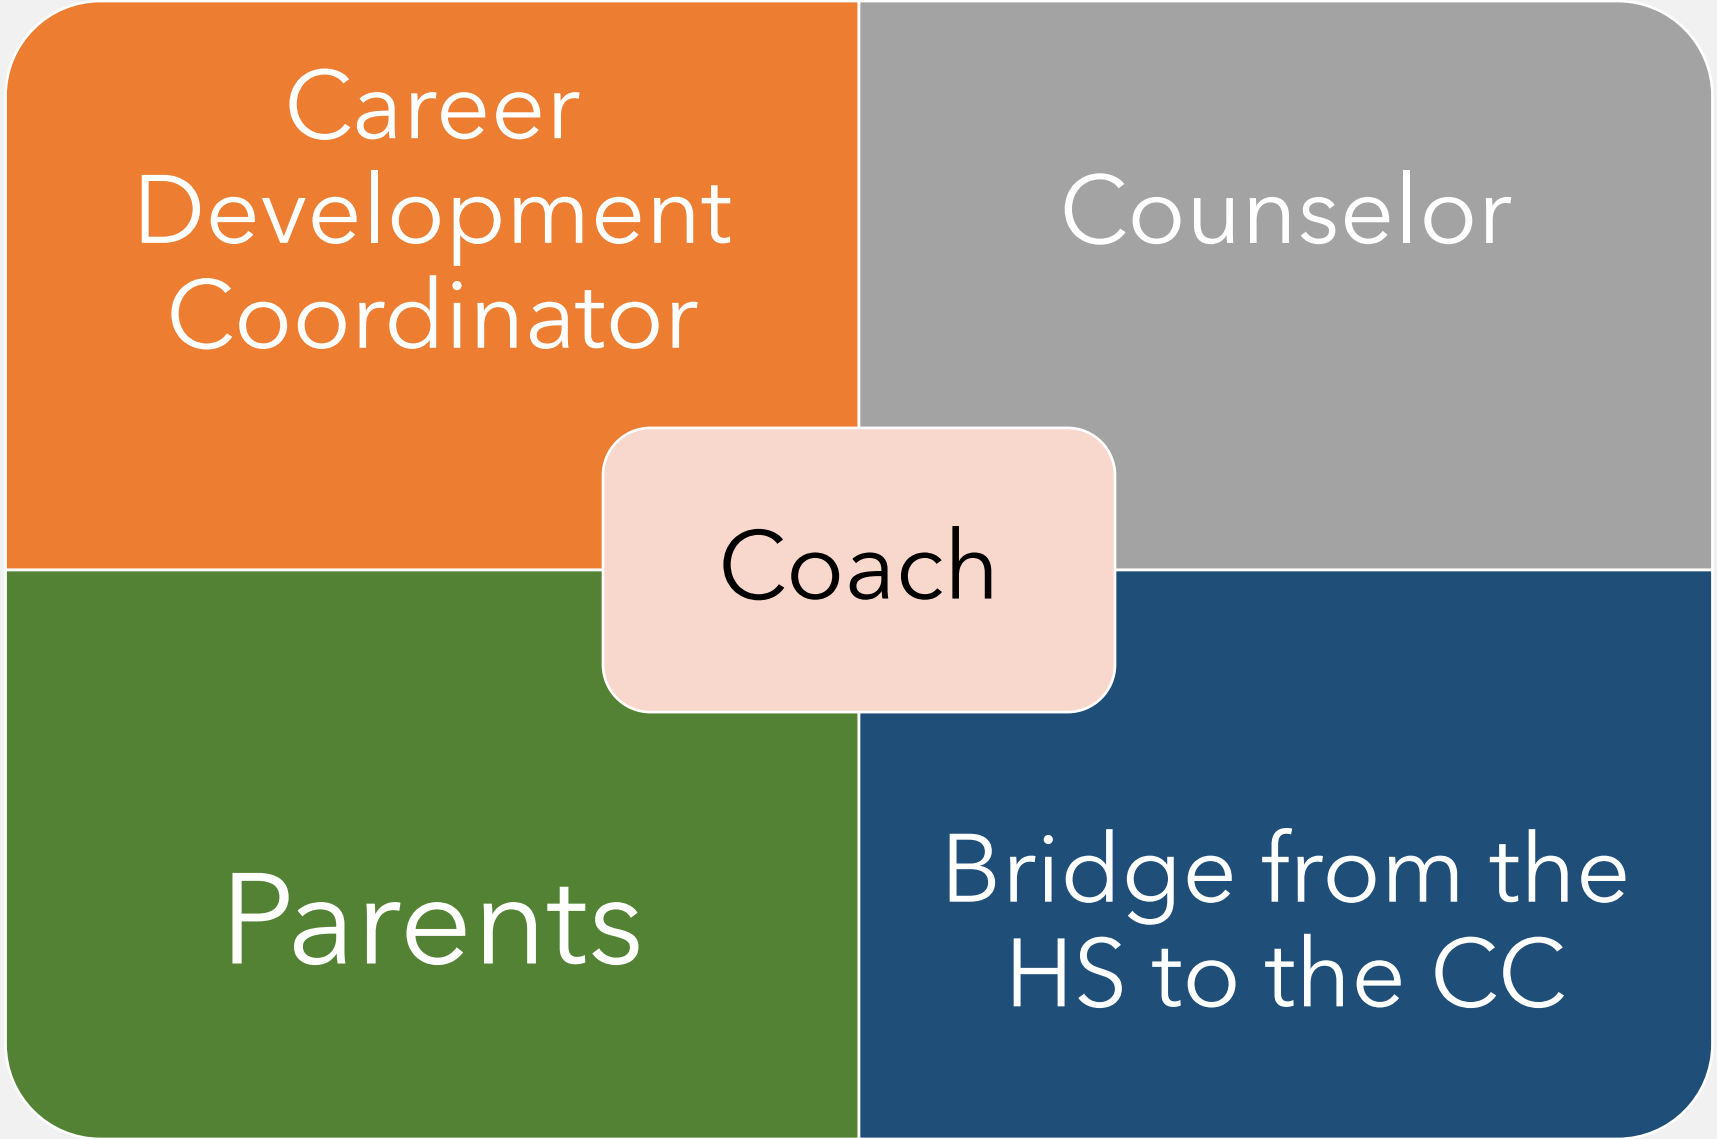 Career
Development
Coordinator
Counselor
Coach
Parents
Bridge from the
HS to the CC